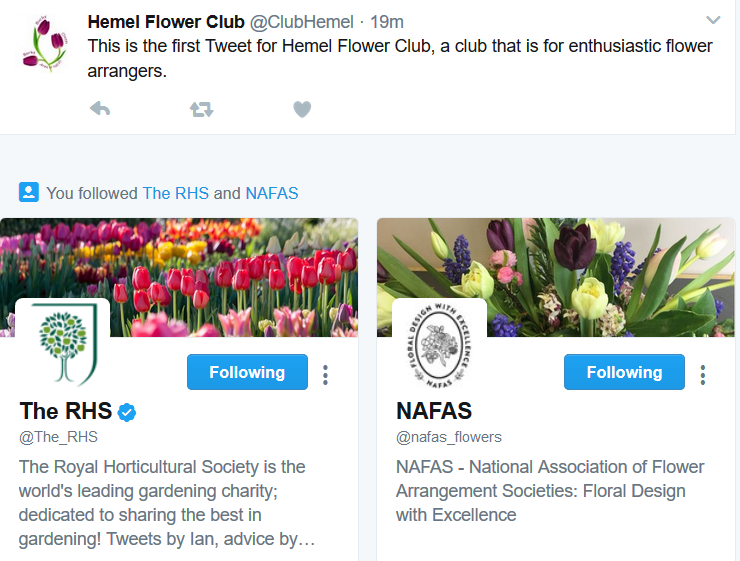 Hemel Flower Club @ClubHemel · 19m
This is the first Tweet for Hemel Flower Club, a club that is for enthusiastic flower
arrangers.
You followed The RHS and NAFAS
Following
The RHS
@The_RHS
The Royal Horticultural Society is the
world's leading gardening charity;
dedicated to sharing the best in
gardening! Tweets by Ian, advice by…
FLORAL DESIGN WITH EXCELLENCE
NAFAS
Following
NAFAS
@nafas_flowers
NAFAS - National Association of Flower
Arrangement Societies: Floral Design
with Excellence